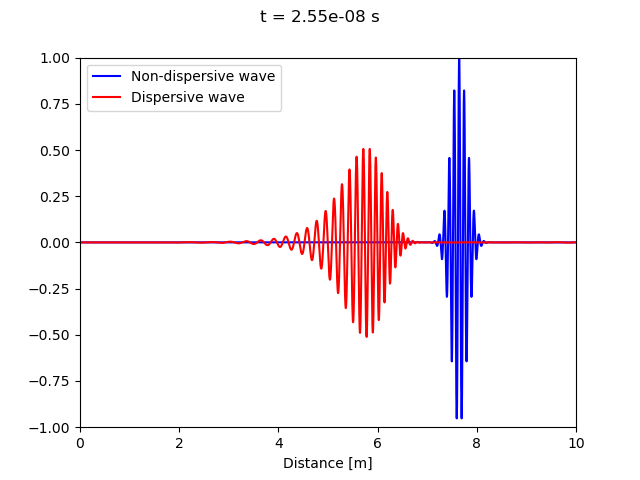 t = 2.55e-08 s
Non-dispersive wave
Dispersive wave
1.00
0.75
0.50
0.25
0.00
−0.25
−0.50
−0.75
−1.00
0 2 4 6 8 10
Distance [m]